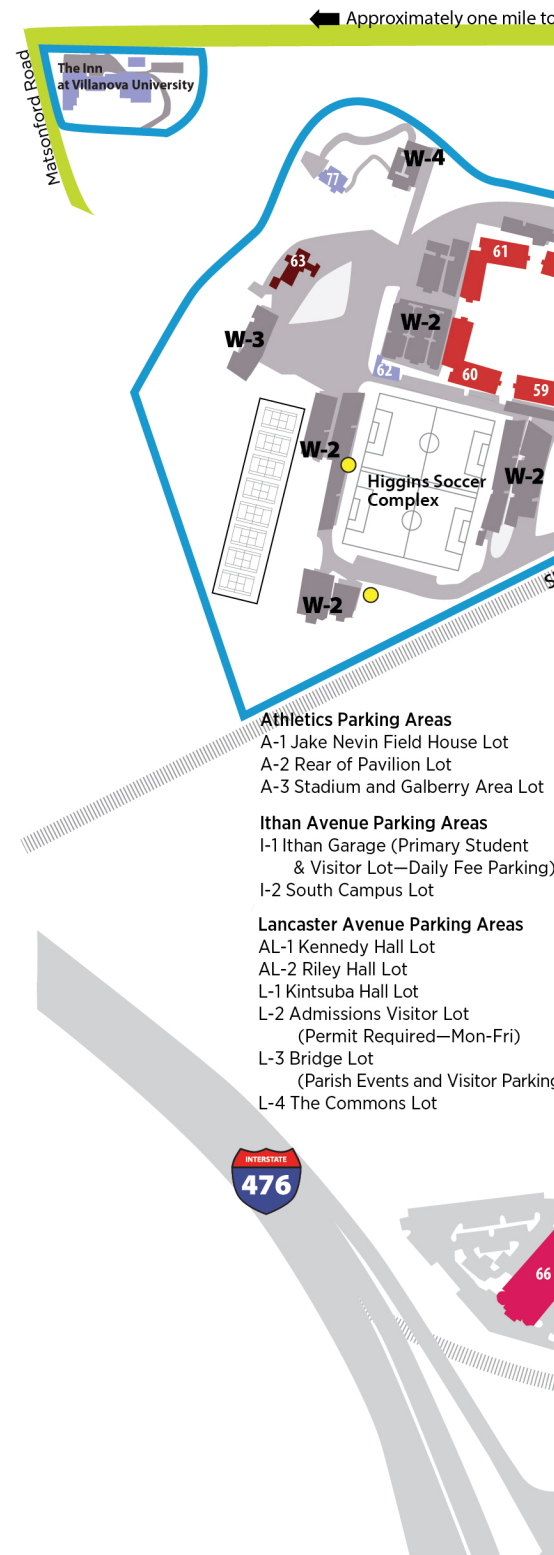 Approximately one mile to
Matsonford Road
The Inn
at Villanova University
W-4
77
61
63
W-2
W-3
62
60
59
W-2
W-2
Higgins Soccer
Complex
W-2
Athletics Parking Areas
A-1 Jake Nevin Field House Lot
A-2 Rear of Pavilion Lot
A-3 Stadium and Galberry Area Lot
Ithan Avenue Parking Areas
I-1 Ithan Garage (Primary Student
& Visitor Lot—Daily Fee Parking)
I-2 South Campus Lot
Lancaster Avenue Parking Areas
AL-1 Kennedy Hall Lot
AL-2 Riley Hall Lot
L-1 Kintsuba Hall Lot
L-2 Admissions Visitor Lot
(Permit Required—Mon-Fri)
L-3 Bridge Lot
(Parish Events and Visitor Parking
L-4 The Commons Lot
INTERSTATE
476
66